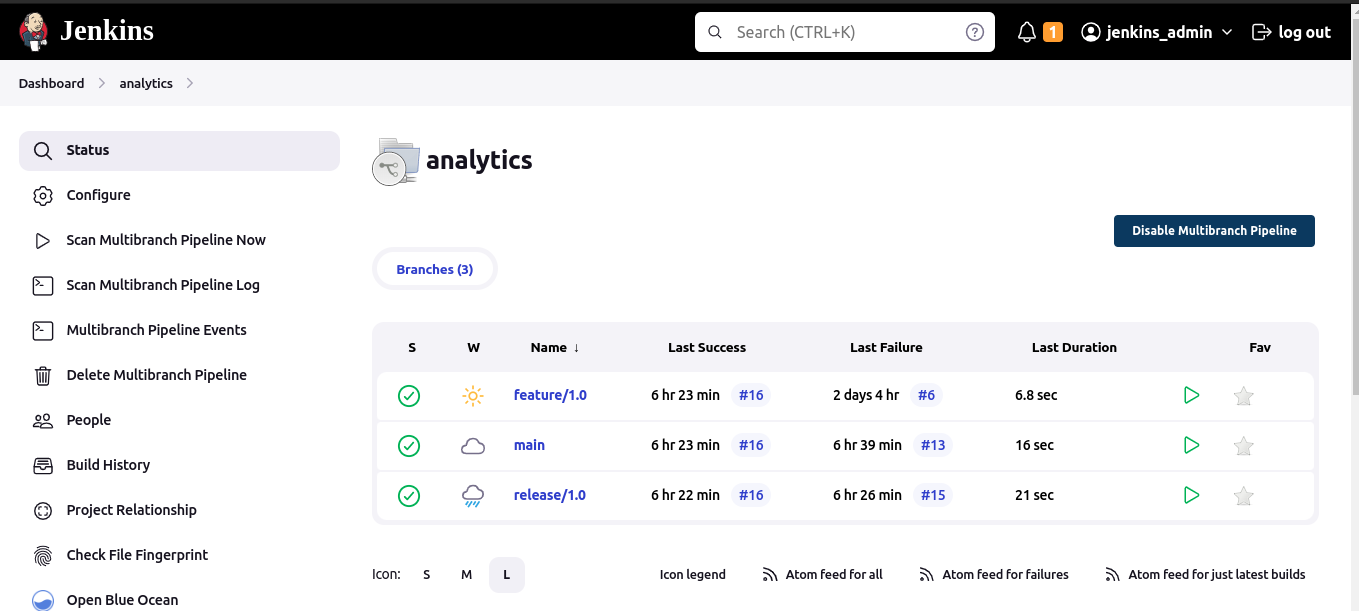 Jenkins
Search (CTRL+K)
?
1
jenkins_admin
log out
Dashboard
analytics
Status
Configure
Scan Multibranch Pipeline Now
Scan Multibranch Pipeline Log
Multibranch Pipeline Events
Delete Multibranch Pipeline
People
Build History
Project Relationship
Check File Fingerprint
Open Blue Ocean
analytics
Disable Multibranch Pipeline
Branches (3)
S W Name ↓ Last Success Last Failure Last Duration Fav
feature/1.0 6 hr 23 min #16 2 days 4 hr #6 6.8 sec
main 6 hr 23 min #16 6 hr 39 min #13 16 sec
release/1.0 6 hr 22 min #16 6 hr 26 min #15 21 sec
Icon: S M L Icon legend Atom feed for all Atom feed for failures Atom feed for just latest builds